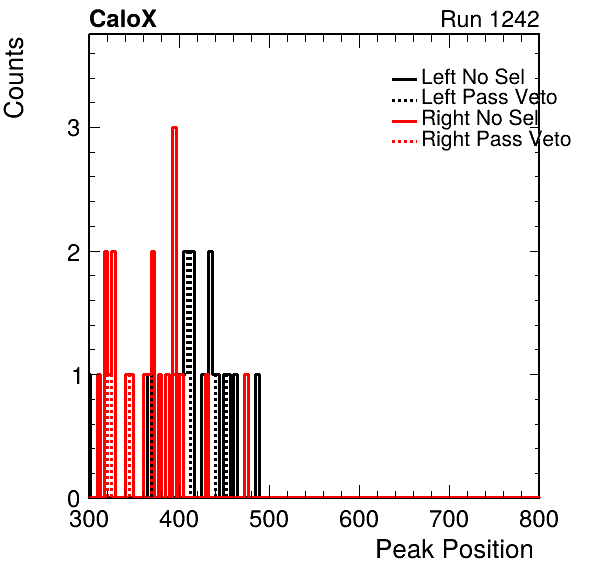 CaloX Run 1242
Counts
Left No Sel
Left Pass Veto
Right No Sel
Right Pass Veto
3
2
1
0
300 400 500 600 700 800
Peak Position